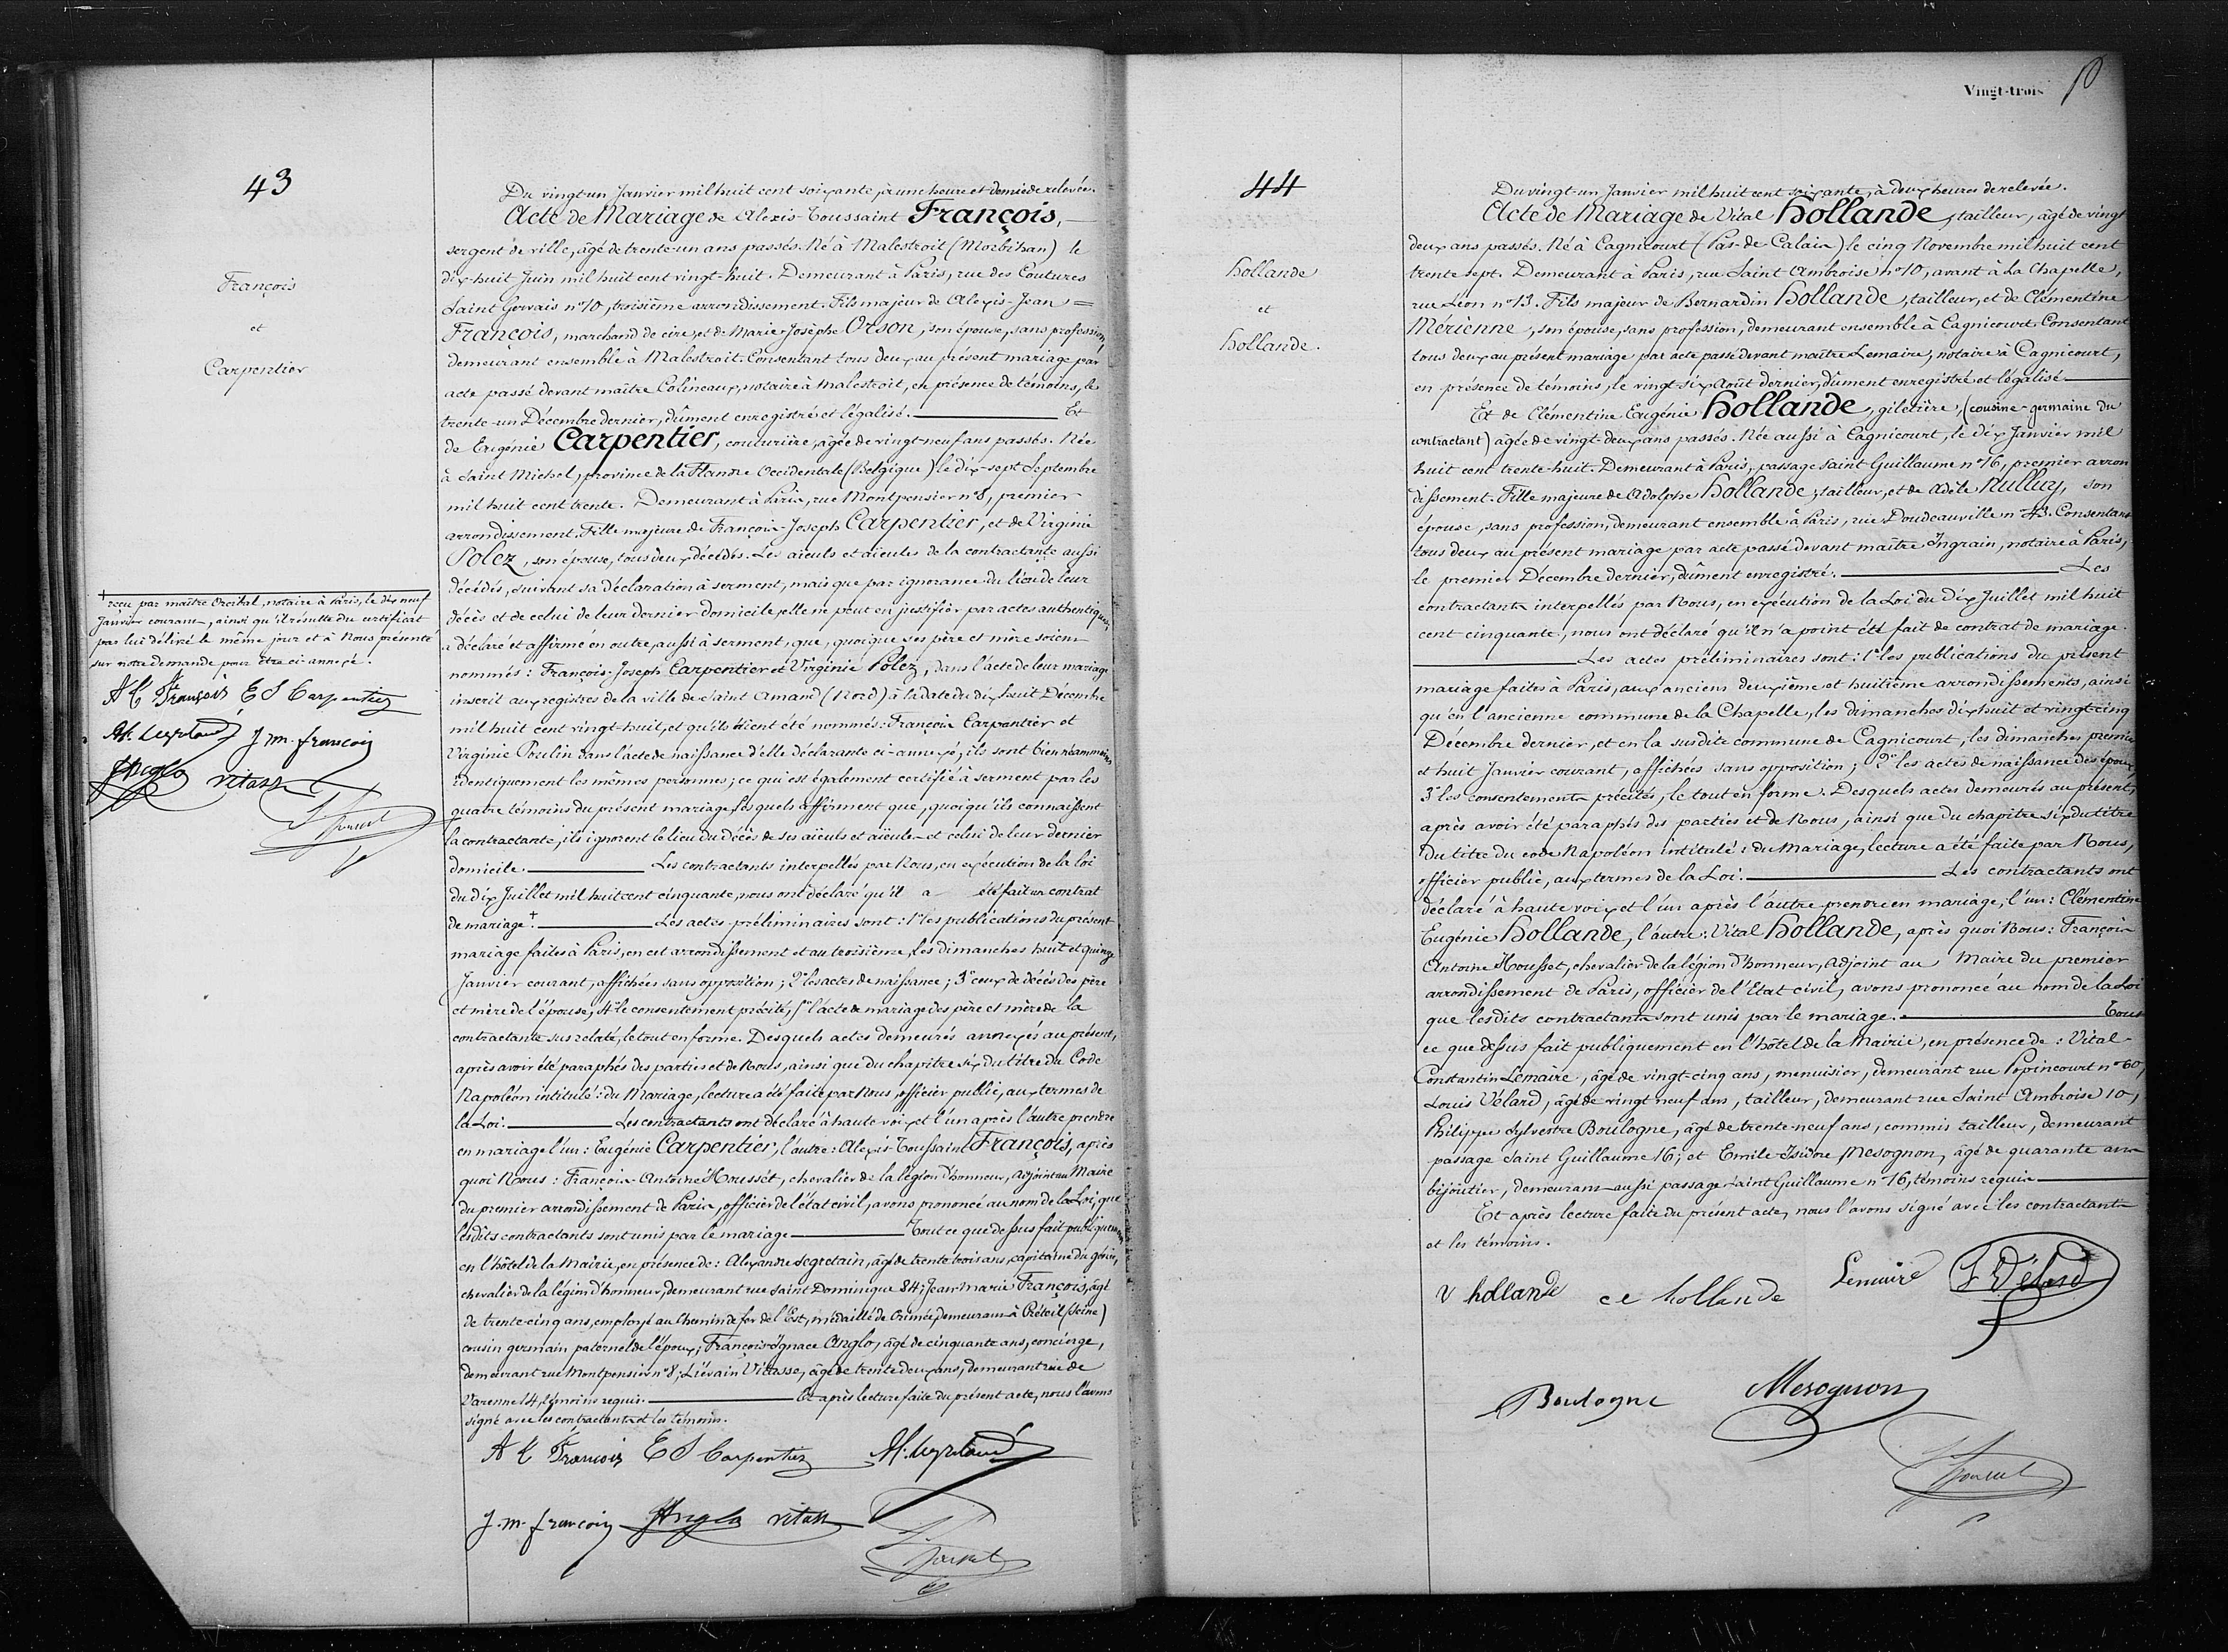 43
François
et
Carpentier
† reçu par maître Orcibal, notaire à Paris, le dix neuf
Janvier courant, ainsi qu'il résulte du certificat
par lui délivré le même jour et à Nous présenté
sur notre demande pour être ci-annexé.
A T François E S Carpentier
J. m. françois
Anglo vitasse
Du vingt-un Janvier mil huit cent soixante, à une heure et demie de relevée.
Acte de Mariage de Alexis-Toussaint François,
sergent de ville, âgé de trente-un ans passés. Né à Malestroit (Morbihan) le
dix-huit Juin mil huit cent vingt-huit. Demeurant à Paris, rue des Coutures
Saint Gervais n° 10, troisième arrondissement. Fils majeur de Alexis-Jean =
François, marchand de cire, et de Marie-Josèphe Orson, son épouse, sans profession,
demeurant ensemble à Malestroit. Consentant tous deux au présent mariage par
acte passé devant maître Colineaux, notaire à Malestroit, en présence de témoins, le
trente-un Décembre dernier, dûment enregistré et légalisé. Et
de Eugénie Carpentier, couturière, âgée de vingt-neuf ans passés. Née
à Saint Michel, province de la Flandre Occidentale (Belgique) le dix-sept Septembre
mil huit cent trente. Demeurant à Paris, rue Montpensier n° 8, premier
arrondissement. Fille majeure de François-Joseph Carpentier, et de Virginie
Polez, son épouse, tous deux décédés. Les aïeuls et aïeules de la contractante aussi
décédés, suivant sa déclaration à serment, mais que par ignorance du lieu de leur
décès et de celui de leur dernier domicile, elle ne peut en justifier par actes authentiques,
a déclaré et affirmé en outre, aussi à serment, que, quoique ses père et mère soient
nommés : François-Joseph Carpentier et Virginie Polez, dans l'acte de leur mariage
inscrit aux registres de la ville de Saint Amand (Nord) à la date du dix huit Décembre
mil huit cent vingt-huit, et qu'ils aient été nommés : François Carpentier et
Virginie Poulin dans l'acte de naissance d'elle déclarante ci-annexé, ils sont bien néanmoins
identiquement les mêmes personnes; ce qui est également certifié à serment par les
quatre témoins du présent mariage lesquels affirment que, quoiqu'ils connaissent
la contractante, ils ignorent le lieu du décès de ses aïeuls et aïeules et celui de leur dernier
domicile. Les contractants interpellés par Nous, en exécution de la loi
du dix Juillet mil huit cent cinquante, nous ont déclaré qu'il a été fait un contrat
de mariage †. Les actes préliminaires sont : 1° les publications du présent
mariage faites à Paris, en cet arrondissement et au troisième, les dimanches huit et quinze
Janvier courant, affichées sans opposition; 2° les actes de naissance; 3° ceux de décès des père
et mère de l'épouse; 4° le consentement précité; 5° l'acte de mariage des père et mère de la
contractante sus relaté, le tout en forme. Desquels actes demeurés annexés au présent,
après avoir été paraphés des parties et de Nous, ainsi que du chapitre six du titre du Code
Napoléon intitulé : du Mariage, lecture a été faite par Nous, officier public, aux termes de
la Loi. Les contractants ont déclaré à haute voix et l'un après l'autre prendre
en mariage l'un : Eugénie Carpentier, l'autre : Alexis-Toussaint François, après
quoi Nous : François-Antoine Housset, chevalier de la légion d'honneur, Adjoint au Maire
du premier arrondissement de Paris, officier de l'état civil, avons prononcé au nom de la Loi, que
lesdits contractants sont unis par le mariage. Tout ce que dessus fait publiquement
en l'hôtel de la Mairie, en présence de : Alexandre Segretain, âgé de trente trois ans, capitaine du génie,
chevalier de la légion d'honneur, demeurant rue Saint Dominique 84; Jean-Marie François, âgé
de trente-cinq ans, employé au Chemin de fer de l'Est, médaillé de Crimée demeurant à Créteil (Seine)
cousin germain paternel de l'époux; François-Ignace Anglo, âgé de cinquante ans, concierge,
demeurant rue Montpensier n° 8; Liévain Vitasse, âgé de trente deux ans, demeurant rue de
Varenne 14, témoins requis. Et après lecture faite du présent acte, nous l'avons
signé avec les contractants et les témoins.
A T François E S Carpentier
J. m. françois Anglo vitasse
Vingt-trois
44
Hollande
et
Hollande.
Du vingt-un Janvier mil huit cent soixante, à deux heures de relevée.
Acte de Mariage de Vital Hollande, tailleur, âgé de vingt
deux ans passés. Né à Cagnicourt (Pas-de Calais) le cinq Novembre mil huit cent
trente sept. Demeurant à Paris, rue Saint Ambroise n° 10, avant à La Chapelle,
rue Léon n° 13. Fils majeur de Bernardin Hollande, tailleur, et de Clémentine
Mérienne, son épouse, sans profession, demeurant ensemble à Cagnicourt. Consentant
tous deux au présent mariage par acte passé devant maître Lemaire, notaire à Cagnicourt,
en présence de témoins, le vingt-six Août dernier, dûment enregistré et légalisé
Et de Clémentine Eugénie Hollande, giletière, (cousine-germaine du
contractant) âgée de vingt-deux ans passés. Née aussi à Cagnicourt, le dix Janvier mil
huit cent trente-huit. Demeurant à Paris, passage Saint Guillaume n° 16, premier arron
dissement. Fille majeure de Adolphe Hollande, tailleur, et de Adèle Nulluy, son
épouse, sans profession, demeurant ensemble à Paris, rue Doudeauville n° 43. Consentant
tous deux au présent mariage par acte passé devant maître Ingrain, notaire à Paris,
le premier Décembre dernier, dûment enregistré. Les
contractants interpellés par Nous, en exécution de la Loi du Dix Juillet mil huit
cent cinquante, nous ont déclaré qu'il n'a point été fait de contrat de mariage.
Les actes préliminaires sont : 1° les publications du présent
mariage faites à Paris, aux anciens deuxième et huitième arrondissements, ainsi
qu'en l'ancienne commune de la Chapelle, les dimanches dix huit et vingt-cinq
Décembre dernier, et en la susdite commune de Cagnicourt, les dimanches premier
et huit Janvier courant, affichées sans opposition; 2° les actes de naissance des époux;
3° les consentements précités, le tout en forme. Desquels actes demeurés au présent,
après avoir été paraphés des parties et de Nous, ainsi que du chapitre six du titre
du titre du code Napoléon intitulé : du Mariage, lecture a été faite par Nous,
officier public, aux termes de la Loi. Les contractants ont
déclaré à haute voix et l'un après l'autre prendre en mariage, l'un : Clémentine
Eugénie Hollande, l'autre : Vital Hollande, après quoi Nous : François
Antoine Housset, chevalier de la légion d'honneur, Adjoint au Maire du premier
arrondissement de Paris, officier de l'Etat civil, avons prononcé au nom de la Loi
que lesdits contractants sont unis par le mariage. Tout
ce que dessus fait publiquement en l'hôtel de la Mairie, en présence de : Vital-
Constantin Lemaire, âgé de vingt-cinq ans, menuisier, demeurant rue Popincourt n° 60,
Louis Vélard, âgé de vingt neuf ans, tailleur, demeurant rue Saint Ambroise 10,
Philippe Sylvestre Boulogne, âgé de trente-neuf ans, commis tailleur, demeurant
passage Saint Guillaume 16; et Emile-Isidore Mesognon, âgé de quarante ans
bijoutier, demeurant aussi passage Saint Guillaume n° 16, témoins requis
Et après lecture faite du présent acte, nous l'avons signé avec les contractants
et les témoins.
v hollande ce hollande Lemaire L Vélard
Boulogne Mesognon